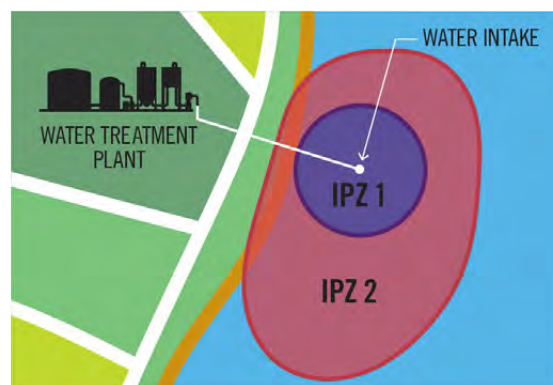 WATER INTAKE
WATER TREATMENT
PLANT
IPZ 1
IPZ 2